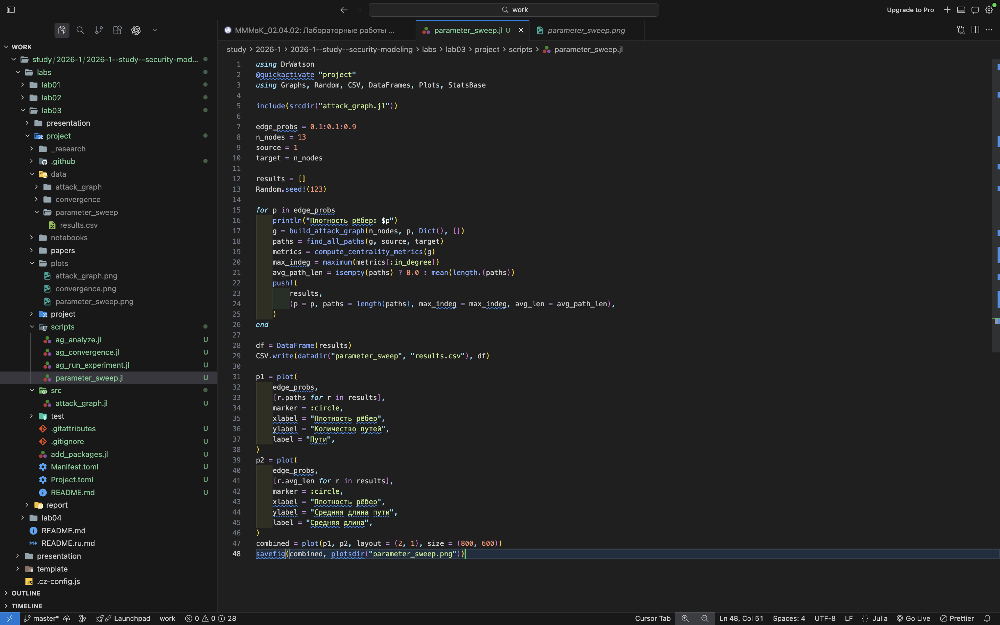 work
Upgrade to Pro
МММвК_02.04.02: Лабораторные работы ...
parameter_sweep.jl U
parameter_sweep.png
study > 2026-1 > 2026-1--study--security-modeling > labs > lab03 > project > scripts > parameter_sweep.jl
WORK
study/2026-1/2026-1--study--security-mod...
labs
lab01
lab02
lab03
presentation
project
_research
.github
data
attack_graph
convergence
parameter_sweep
results.csv
notebooks
papers
plots
attack_graph.png
convergence.png
parameter_sweep.png
project
scripts
ag_analyze.jl U
ag_convergence.jl U
ag_run_experiment.jl U
parameter_sweep.jl U
src
attack_graph.jl U
test
.gitattributes U
.gitignore U
add_packages.jl U
Manifest.toml U
Project.toml U
README.md U
report
lab04
README.md
README.ru.md
presentation
template
JS .cz-config.js
OUTLINE
TIMELINE
1 using DrWatson
2 @quickactivate "project"
3 using Graphs, Random, CSV, DataFrames, Plots, StatsBase
4
5 include(srcdir("attack_graph.jl"))
6
7 edge_probs = 0.1:0.1:0.9
8 n_nodes = 13
9 source = 1
10 target = n_nodes
11
12 results = []
13 Random.seed!(123)
14
15 for p in edge_probs
16 println("Плотность рёбер: $p")
17 g = build_attack_graph(n_nodes, p, Dict(), [])
18 paths = find_all_paths(g, source, target)
19 metrics = compute_centrality_metrics(g)
20 max_indeg = maximum(metrics[:in_degree])
21 avg_path_len = isempty(paths) ? 0.0 : mean(length.(paths))
22 push!(
23 results,
24 (p = p, paths = length(paths), max_indeg = max_indeg, avg_len = avg_path_len),
25 )
26 end
27
28 df = DataFrame(results)
29 CSV.write(datadir("parameter_sweep", "results.csv"), df)
30
31 p1 = plot(
32 edge_probs,
33 [r.paths for r in results],
34 marker = :circle,
35 xlabel = "Плотность рёбер",
36 ylabel = "Количество путей",
37 label = "Пути",
38 )
39 p2 = plot(
40 edge_probs,
41 [r.avg_len for r in results],
42 marker = :circle,
43 xlabel = "Плотность рёбер",
44 ylabel = "Средняя длина пути",
45 label = "Средняя длина",
46 )
47 combined = plot(p1, p2, layout = (2, 1), size = (800, 600))
48 savefig(combined, plotsdir("parameter_sweep.png"))
master* Launchpad work 0 0 28 Cursor Tab Ln 48, Col 51 Spaces: 4 UTF-8 LF {} Julia Go Live Prettier